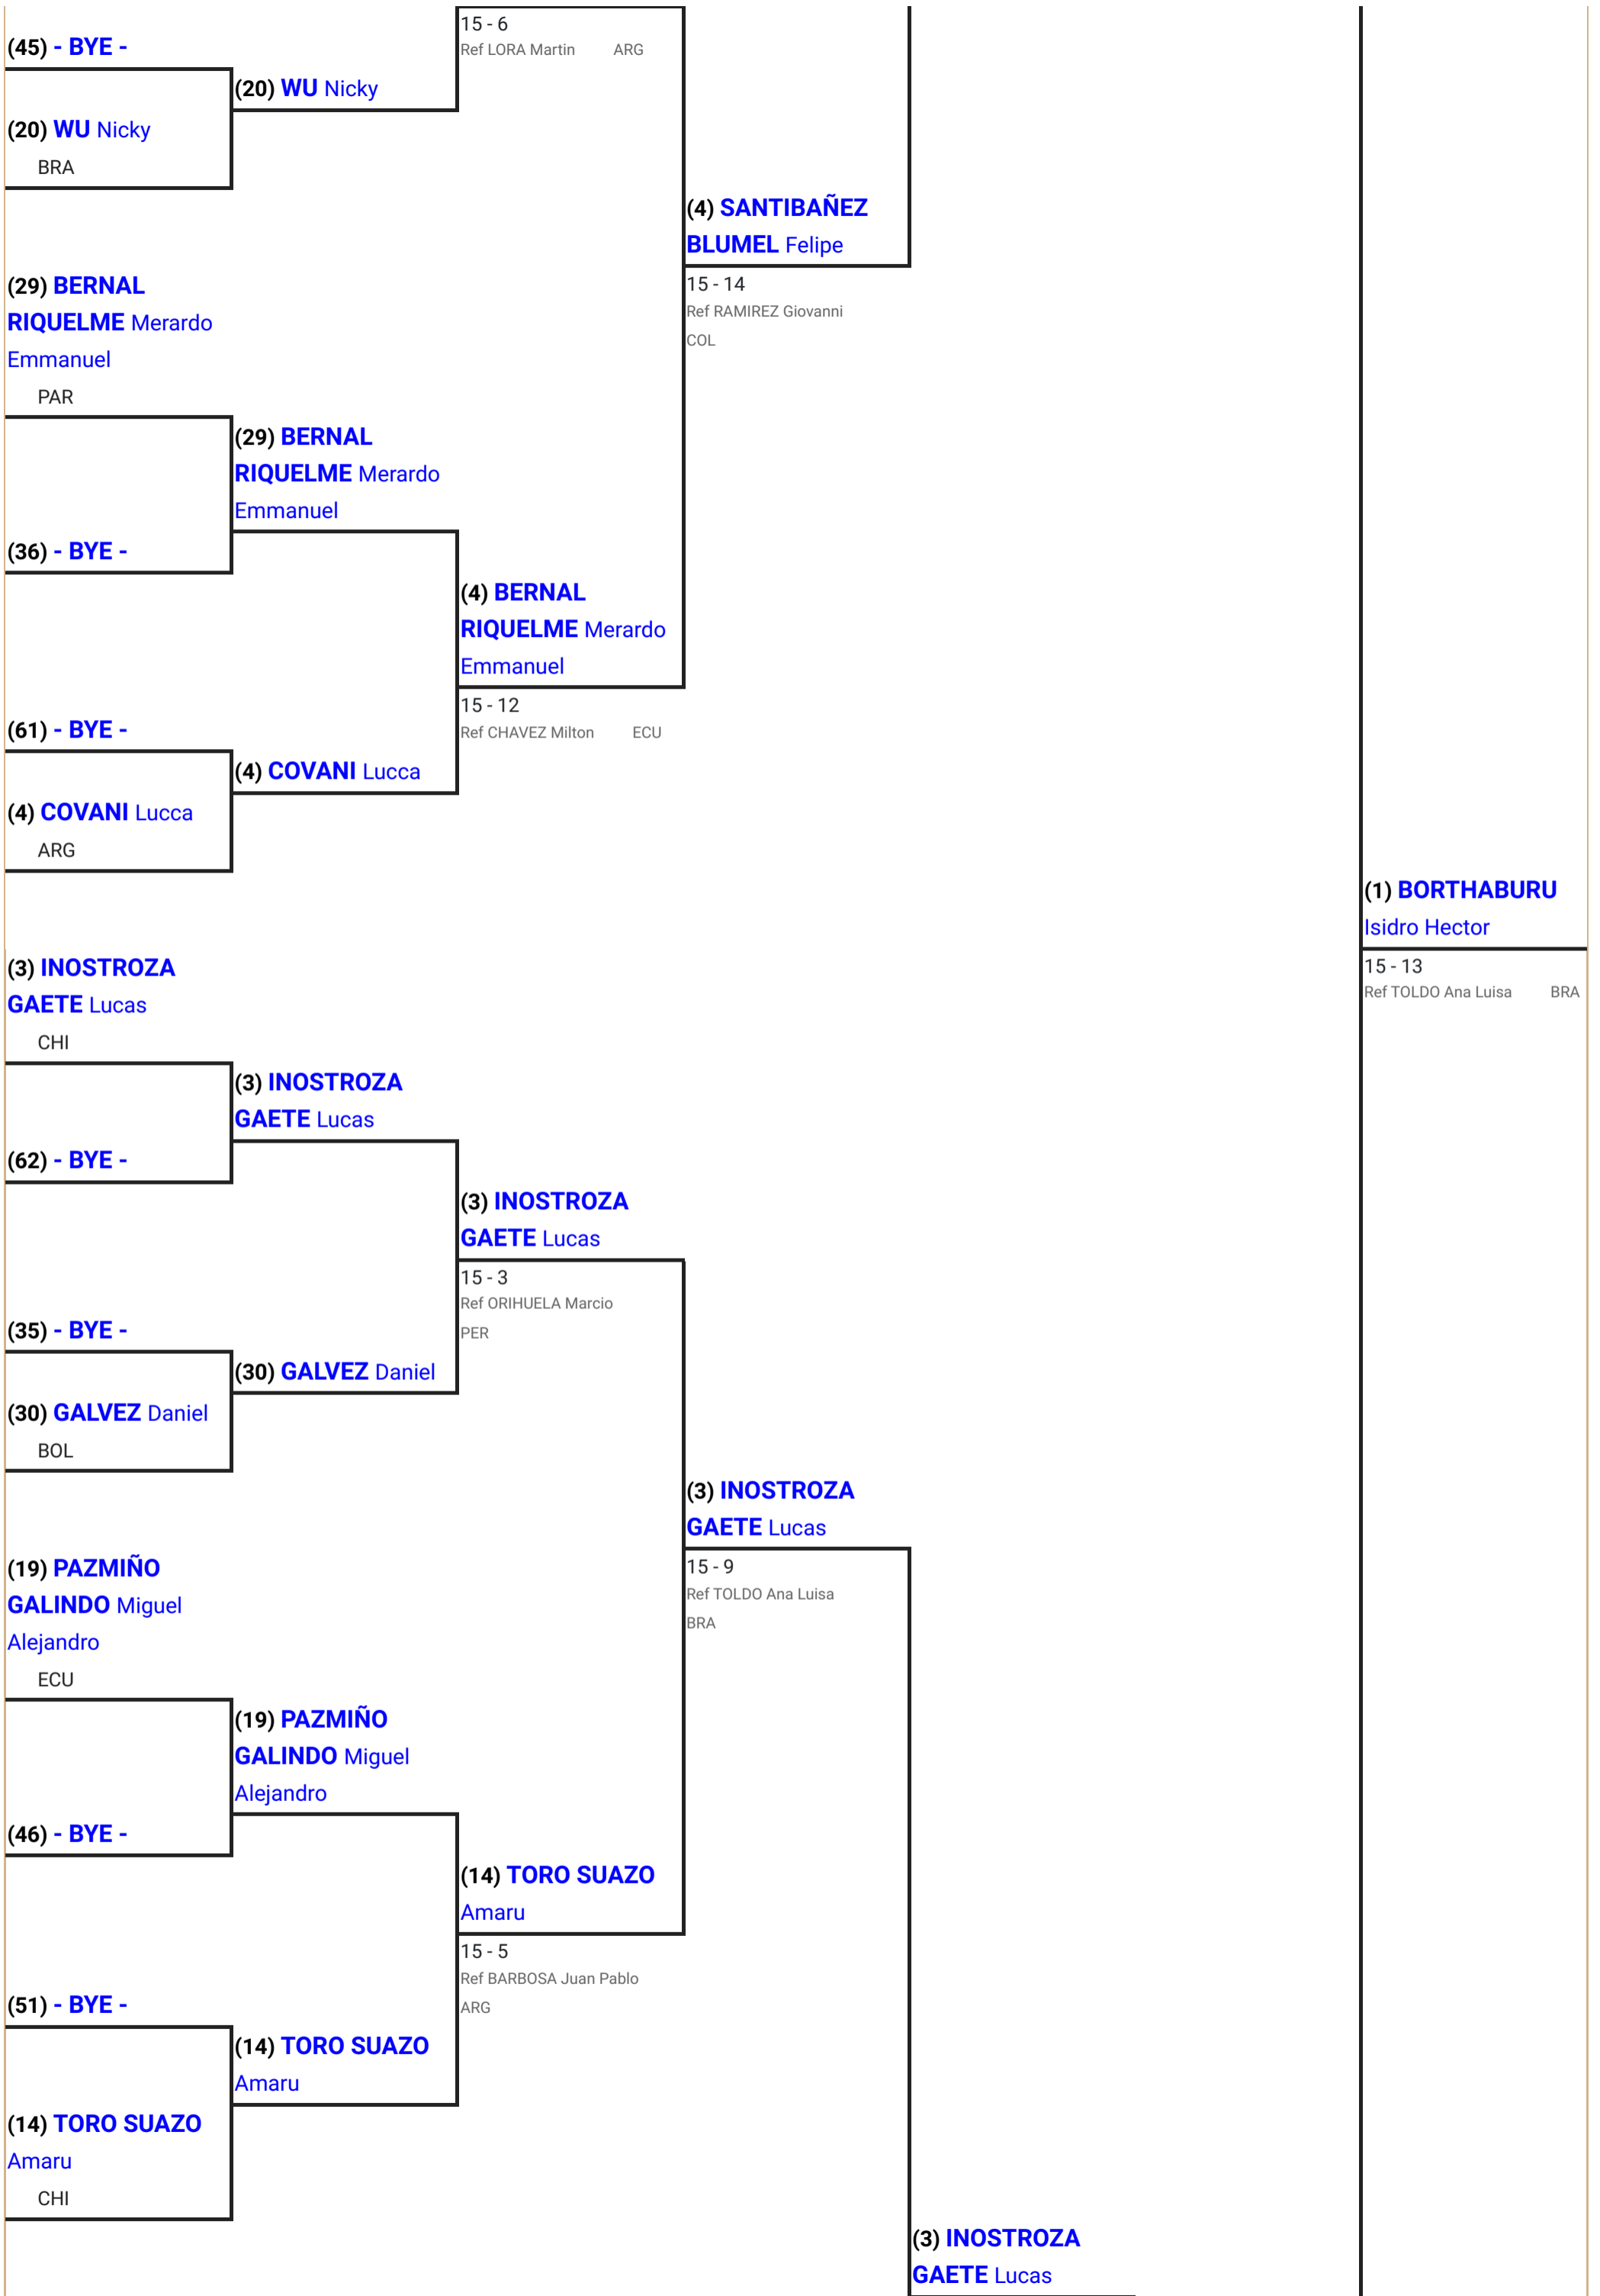 15 - 6
Ref LORA Martin ARG
(45) - BYE -
(20) WU Nicky
(20) WU Nicky
BRA
(4) SANTIBAÑEZ
BLUMEL Felipe
15 - 14
Ref RAMIREZ Giovanni
COL
(29) BERNAL
RIQUELME Merardo
Emmanuel
PAR
(29) BERNAL
RIQUELME Merardo
Emmanuel
(36) - BYE -
(4) BERNAL
RIQUELME Merardo
Emmanuel
15 - 12
Ref CHAVEZ Milton ECU
(61) - BYE -
(4) COVANI Lucca
(4) COVANI Lucca
ARG
(1) BORTHABURU
Isidro Hector
15 - 13
Ref TOLDO Ana Luisa BRA
(3) INOSTROZA
GAETE Lucas
CHI
(3) INOSTROZA
GAETE Lucas
(62) - BYE -
(3) INOSTROZA
GAETE Lucas
15 - 3
Ref ORIHUELA Marcio
PER
(35) - BYE -
(30) GALVEZ Daniel
(30) GALVEZ Daniel
BOL
(3) INOSTROZA
GAETE Lucas
15 - 9
Ref TOLDO Ana Luisa
BRA
(19) PAZMIÑO
GALINDO Miguel
Alejandro
ECU
(19) PAZMIÑO
GALINDO Miguel
Alejandro
(46) - BYE -
(14) TORO SUAZO
Amaru
15 - 5
Ref BARBOSA Juan Pablo
ARG
(51) - BYE -
(14) TORO SUAZO
Amaru
(14) TORO SUAZO
Amaru
CHI
(3) INOSTROZA
GAETE Lucas